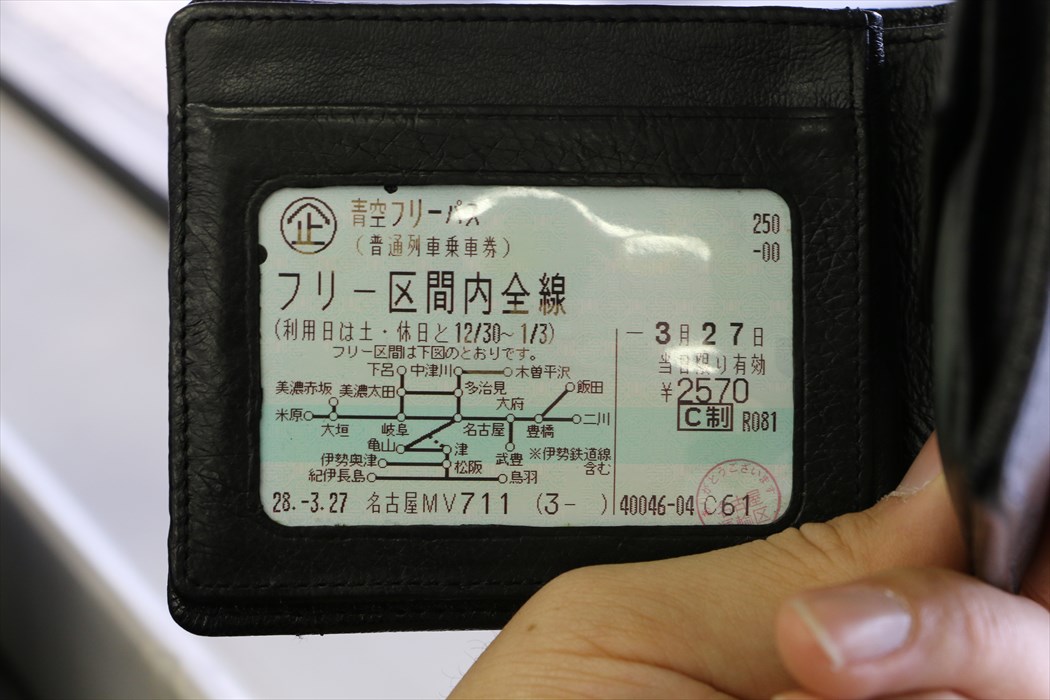 企 青空フリーパス 250
(普通列車乗車券) -00
フリー区間内全線
(利用日は土・休日と12/30~1/3) -3月27日
フリー区間は下図のとおりです。 当日限り有効
下呂 中津川 木曽平沢
美濃赤坂 美濃太田 多治見 飯田 ¥2570
大府 C制 R081
米原 二川
大垣 岐阜 名古屋 豊橋
亀山 津 武豊 ※伊勢鉄道線
伊勢奥津 松阪 含む
紀伊長島 鳥羽
28.-3.27 名古屋MV711 (3- ) 40046-04 C61